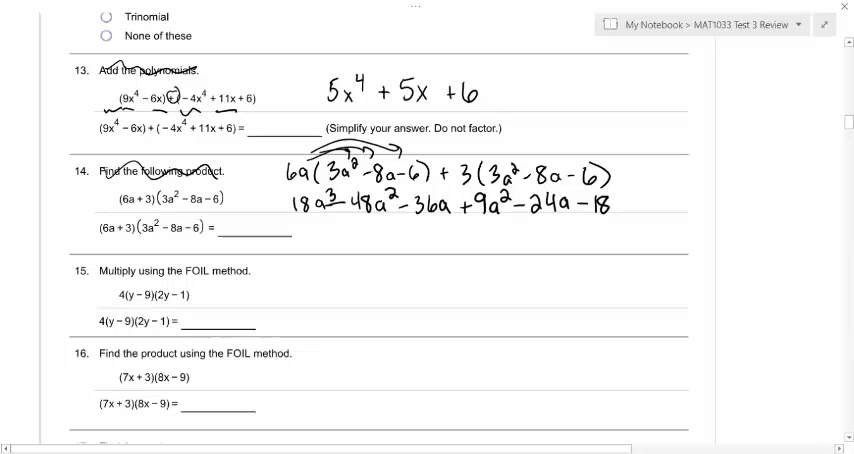 ...
My Notebook > MAT1033 Test 3 Review
Trinomial
None of these
13. Add the polynomials.
(9x⁴ − 6x) + (− 4x⁴ + 11x + 6)
5x⁴ + 5x + 6
(9x⁴ − 6x) + (− 4x⁴ + 11x + 6) = ________ (Simplify your answer. Do not factor.)
14. Find the following product.
6a(3a² − 8a − 6) + 3(3a² − 8a − 6)
(6a + 3)(3a² − 8a − 6)
18a³ − 48a² − 36a + 9a² − 24a − 18
(6a + 3)(3a² − 8a − 6) = ________
15. Multiply using the FOIL method.
4(y − 9)(2y − 1)
4(y − 9)(2y − 1) = ________
16. Find the product using the FOIL method.
(7x + 3)(8x − 9)
(7x + 3)(8x − 9) = ________